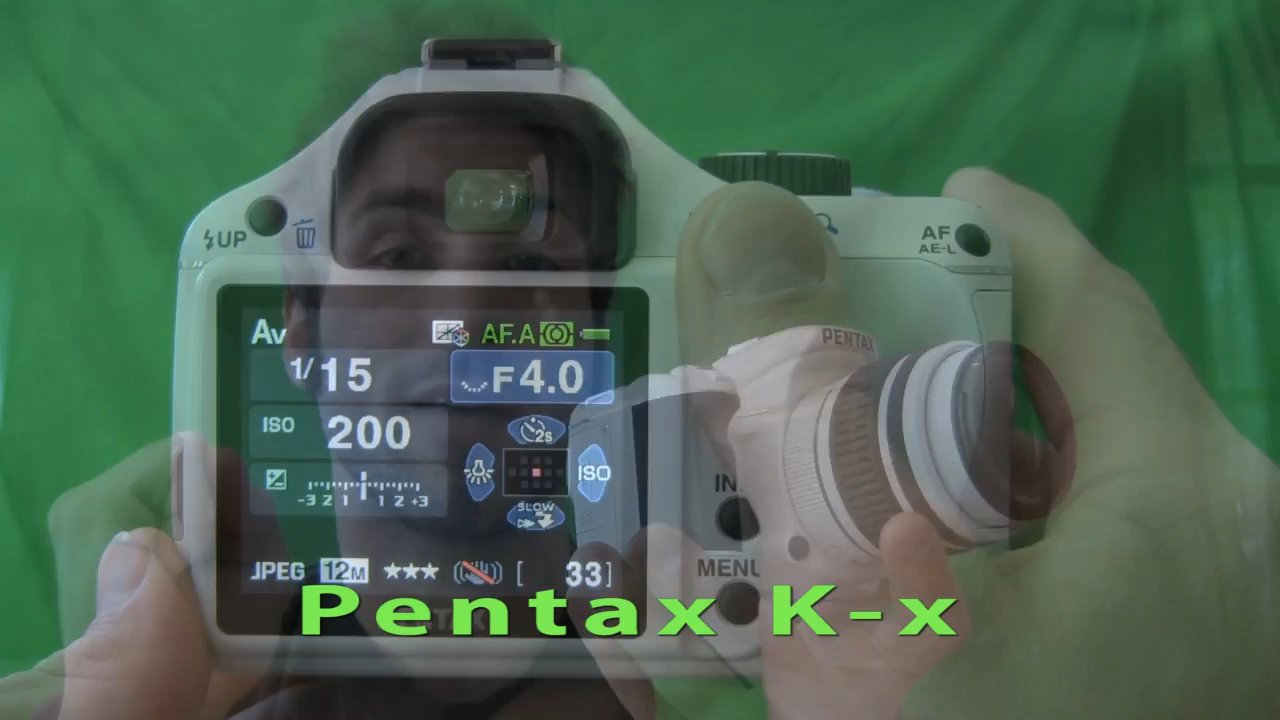 UP
AF
AE-L
PENTAX
Av AF.A
1/15 F4.0
ISO 200
2s
ISO
-3 2 1 1 2 +3
SLOW
MENU
JPEG 12M ★★★ [ 33]
Pentax K-x